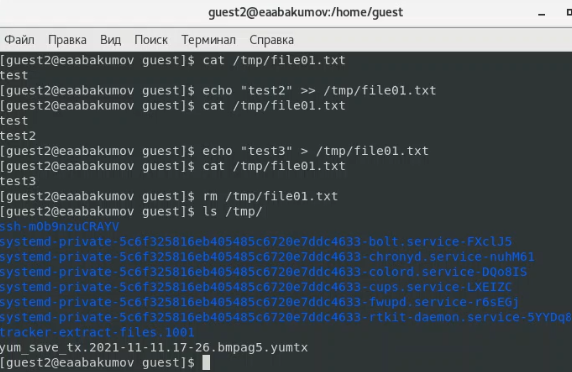 guest2@eaabakumov:/home/guest
Файл Правка Вид Поиск Терминал Справка
[guest2@eaabakumov guest]$ cat /tmp/file01.txt
test
[guest2@eaabakumov guest]$ echo "test2" >> /tmp/file01.txt
[guest2@eaabakumov guest]$ cat /tmp/file01.txt
test
test2
[guest2@eaabakumov guest]$ echo "test3" > /tmp/file01.txt
[guest2@eaabakumov guest]$ cat /tmp/file01.txt
test3
[guest2@eaabakumov guest]$ rm /tmp/file01.txt
[guest2@eaabakumov guest]$ ls /tmp/
ssh-mOb9nzuCRAYV
systemd-private-5c6f325816eb405485c6720e7ddc4633-bolt.service-FXclJ5
systemd-private-5c6f325816eb405485c6720e7ddc4633-chronyd.service-nuhM61
systemd-private-5c6f325816eb405485c6720e7ddc4633-colord.service-DQo8IS
systemd-private-5c6f325816eb405485c6720e7ddc4633-cups.service-LXEIZC
systemd-private-5c6f325816eb405485c6720e7ddc4633-fwupd.service-r6sEGj
systemd-private-5c6f325816eb405485c6720e7ddc4633-rtkit-daemon.service-5YYDq8
tracker-extract-files.1001
yum_save_tx.2021-11-11.17-26.bmpag5.yumtx
[guest2@eaabakumov guest]$